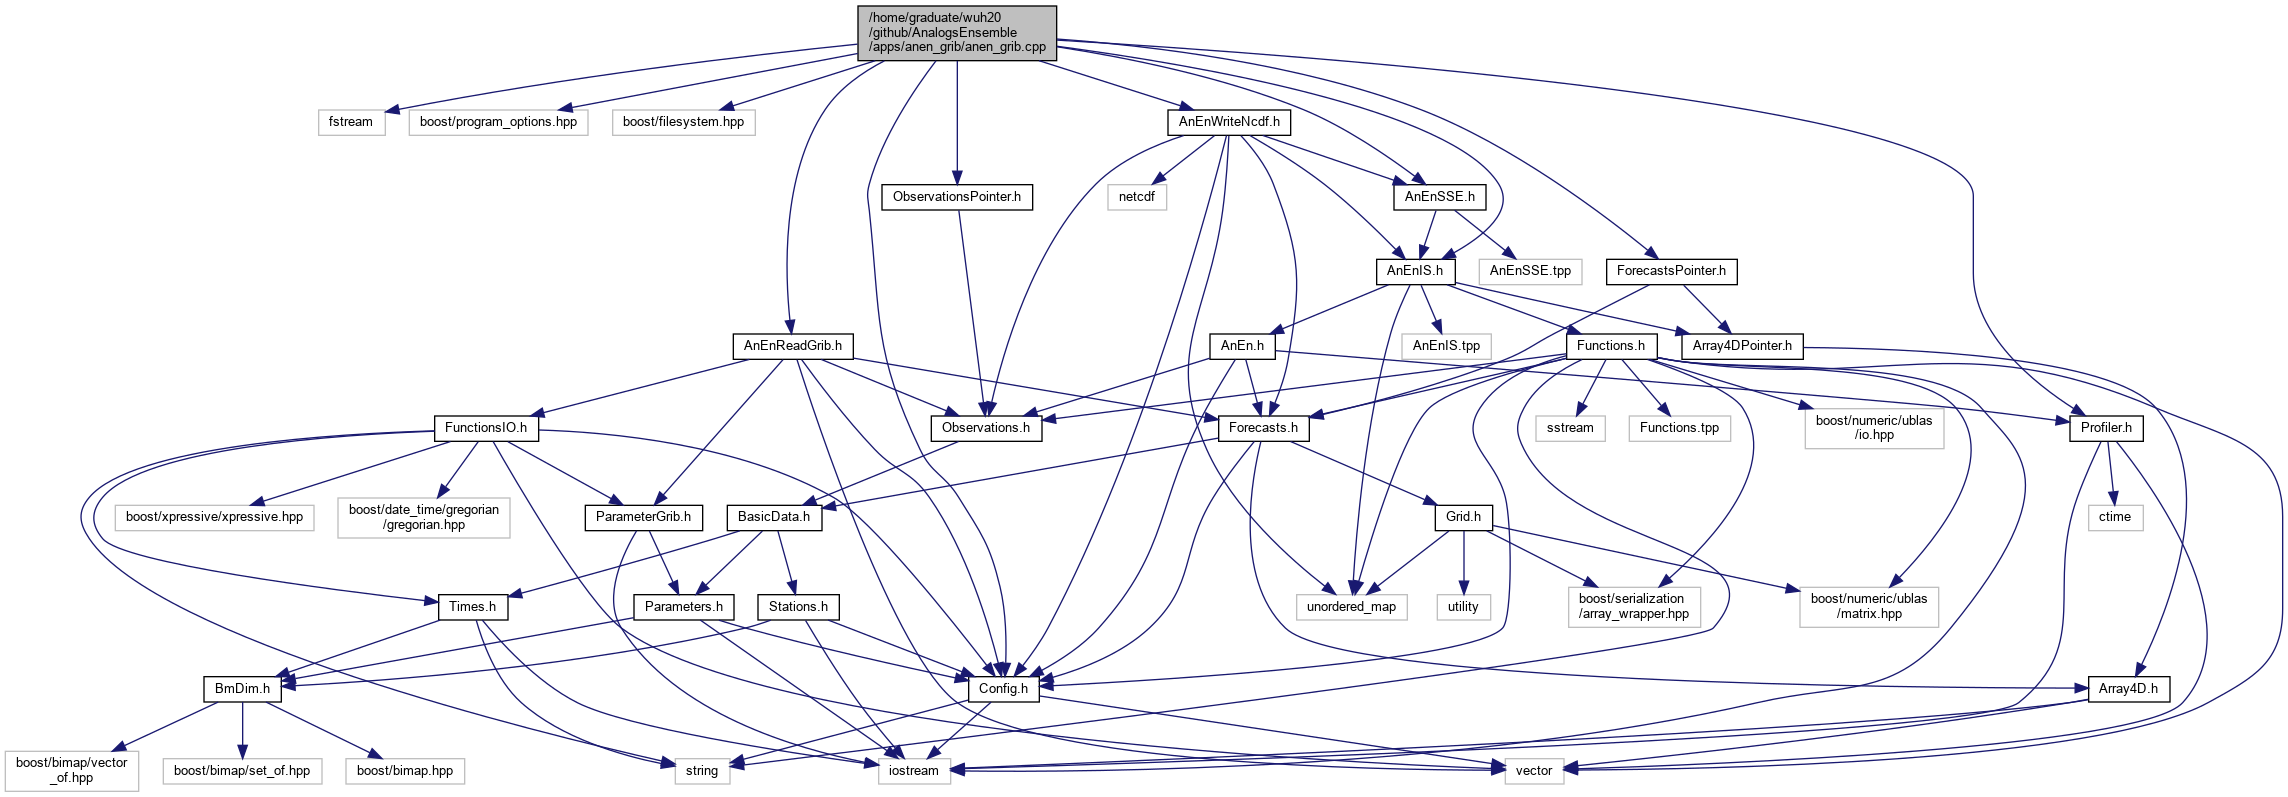 /home/graduate/wuh20
/github/AnalogsEnsemble
/apps/anen_grib/anen_grib.cpp
fstream
boost/program_options.hpp
boost/filesystem.hpp
AnEnWriteNcdf.h
ObservationsPointer.h
netcdf
AnEnSSE.h
AnEnIS.h
AnEnSSE.tpp
ForecastsPointer.h
AnEnReadGrib.h
AnEn.h
AnEnIS.tpp
Functions.h
Array4DPointer.h
FunctionsIO.h
Observations.h
Forecasts.h
sstream
Functions.tpp
boost/numeric/ublas
/io.hpp
Profiler.h
boost/xpressive/xpressive.hpp
boost/date_time/gregorian
/gregorian.hpp
ParameterGrib.h
BasicData.h
Grid.h
ctime
Times.h
Parameters.h
Stations.h
unordered_map
utility
boost/serialization
/array_wrapper.hpp
boost/numeric/ublas
/matrix.hpp
BmDim.h
Config.h
Array4D.h
boost/bimap/vector
_of.hpp
boost/bimap/set_of.hpp
boost/bimap.hpp
string
iostream
vector